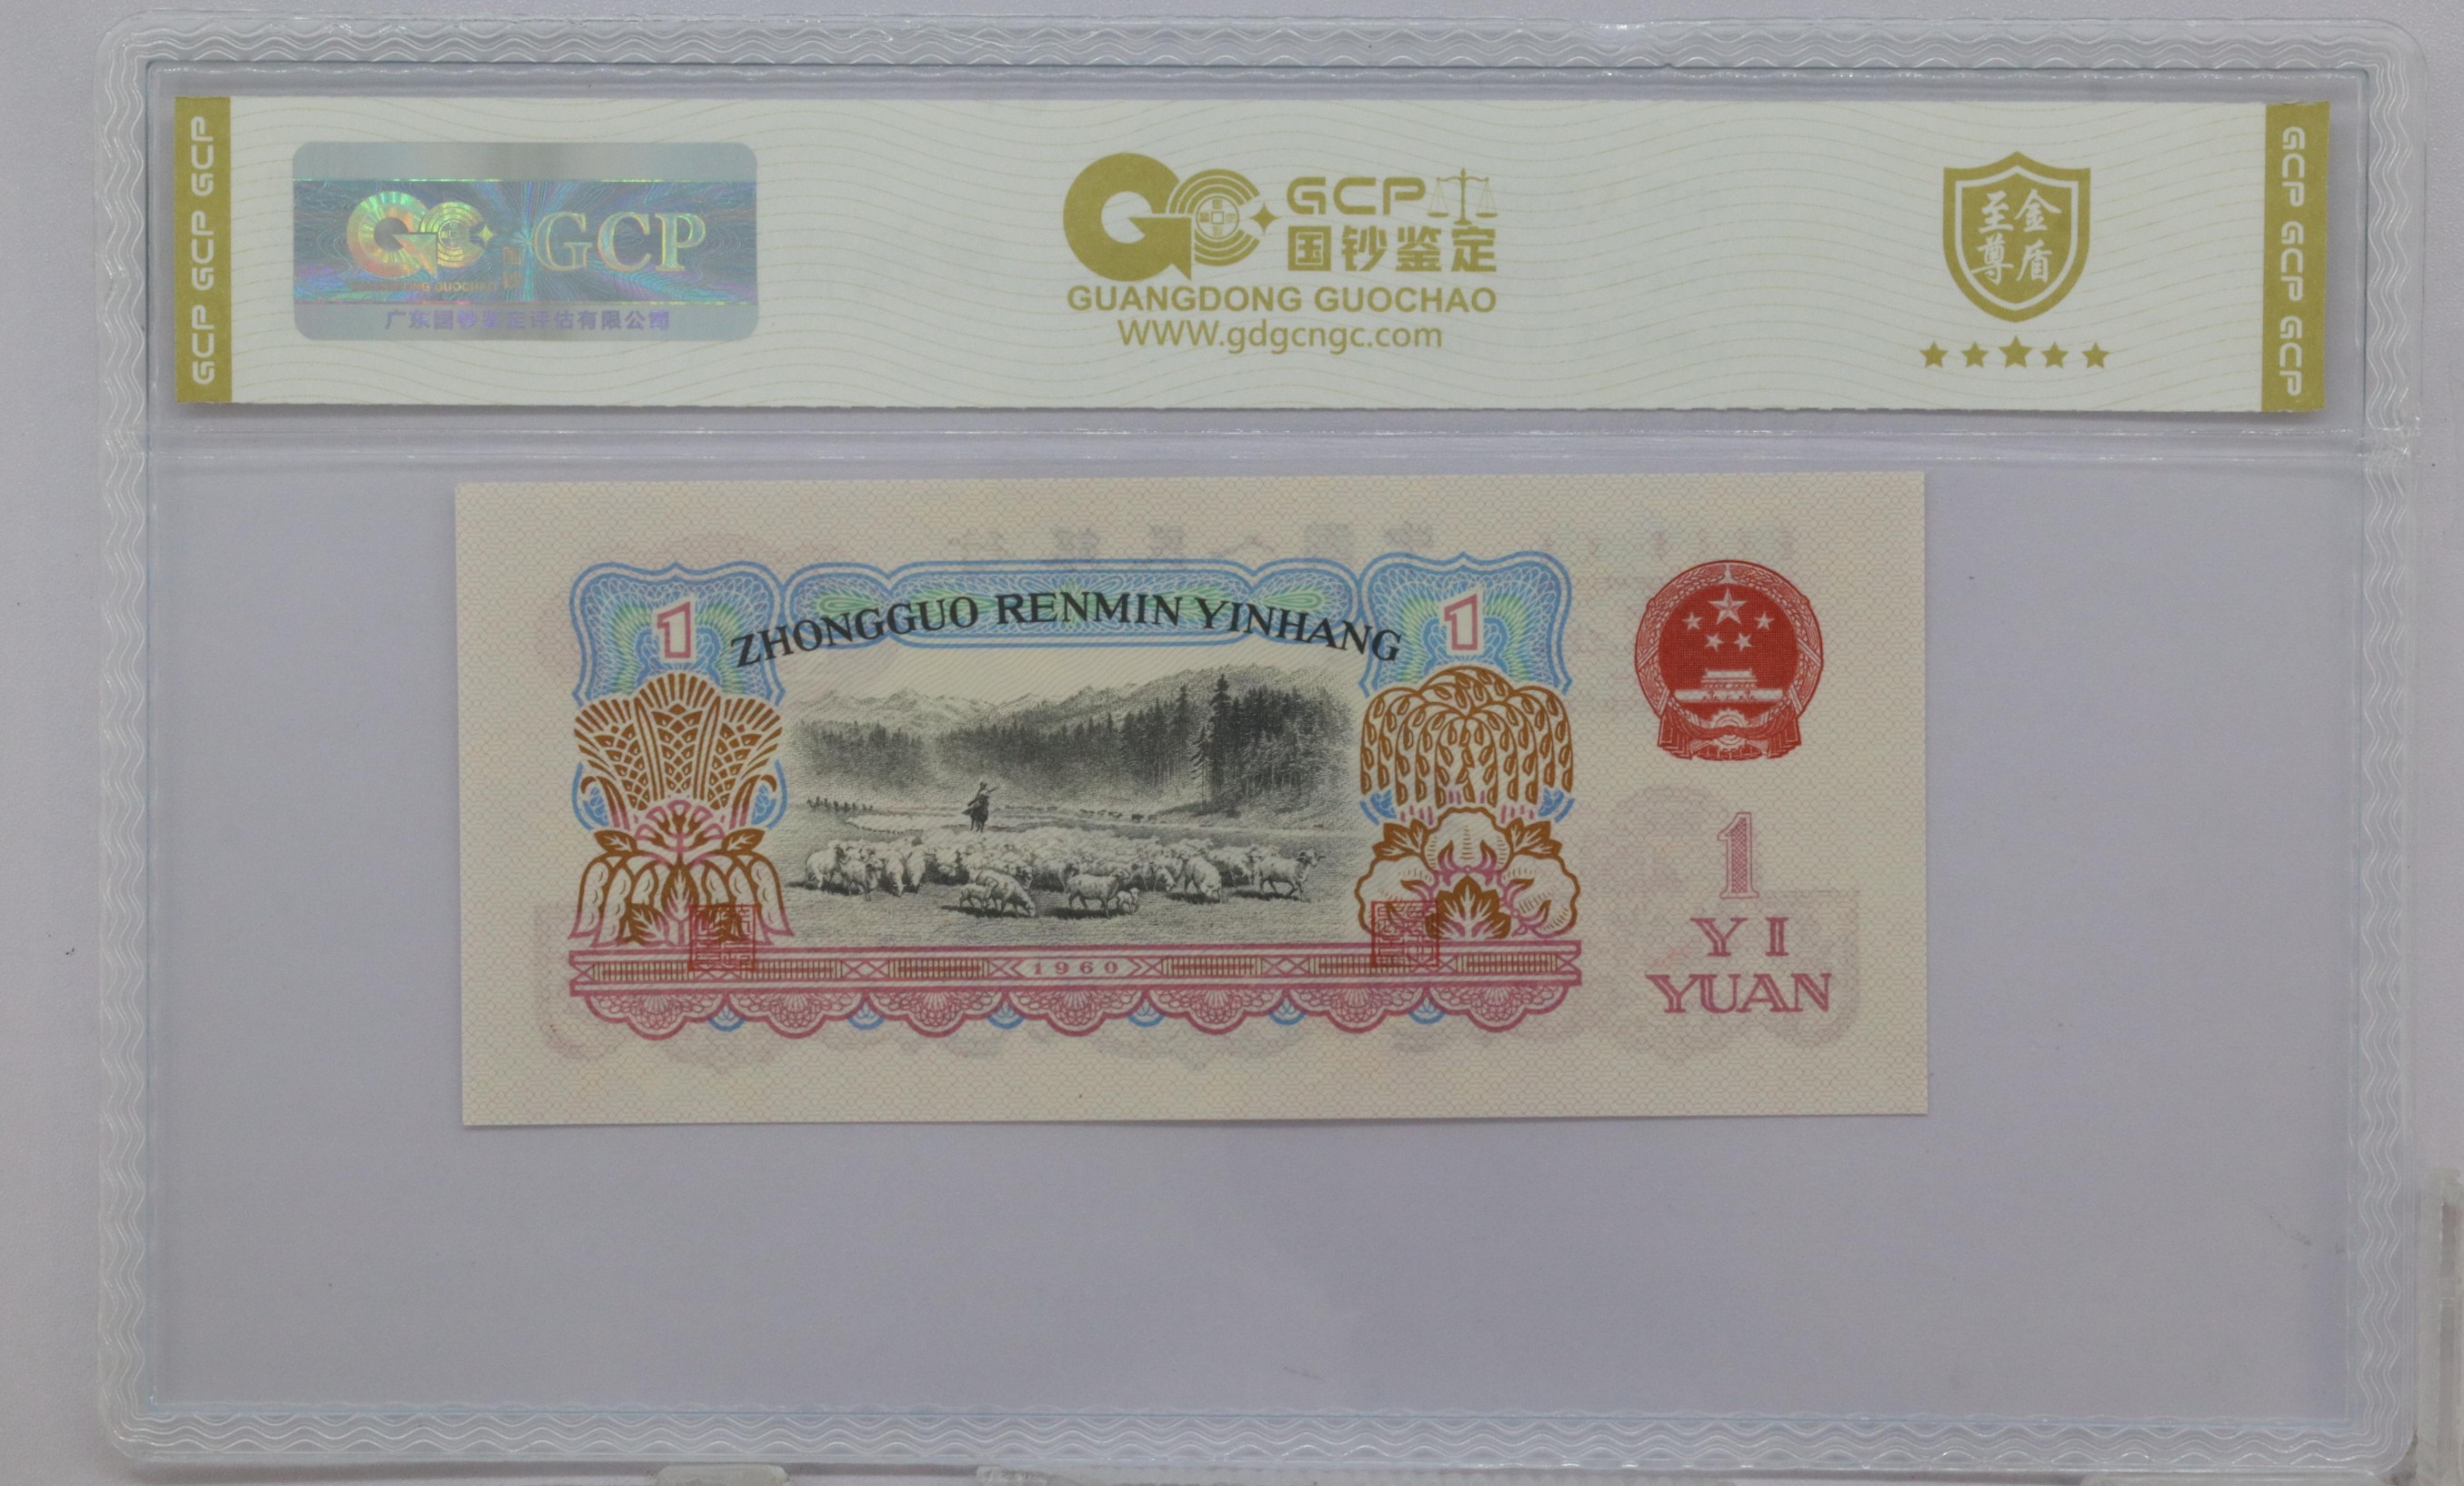 GCP GCP GCP
GCP
GUANGDONG GUOCHAO
广东国钞鉴定评估有限公司
GCP
国钞鉴定
GUANGDONG GUOCHAO
WWW.gdgcngc.com
至尊金盾
GCP GCP GCP
1
ZHONGGUO RENMIN YINHANG
1
1960
1
YI
YUAN